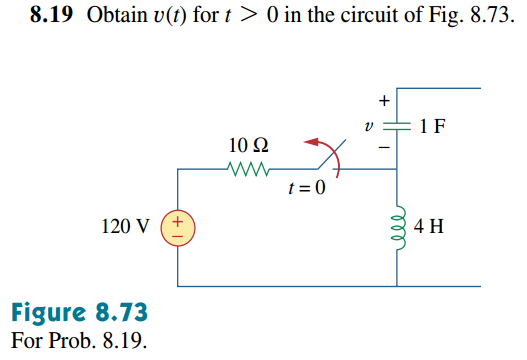 8.19 Obtain v(t) for t > 0 in the circuit of Fig. 8.73.
+
v
1 F
−
10 Ω
t = 0
120 V
+
−
4 H
Figure 8.73
For Prob. 8.19.